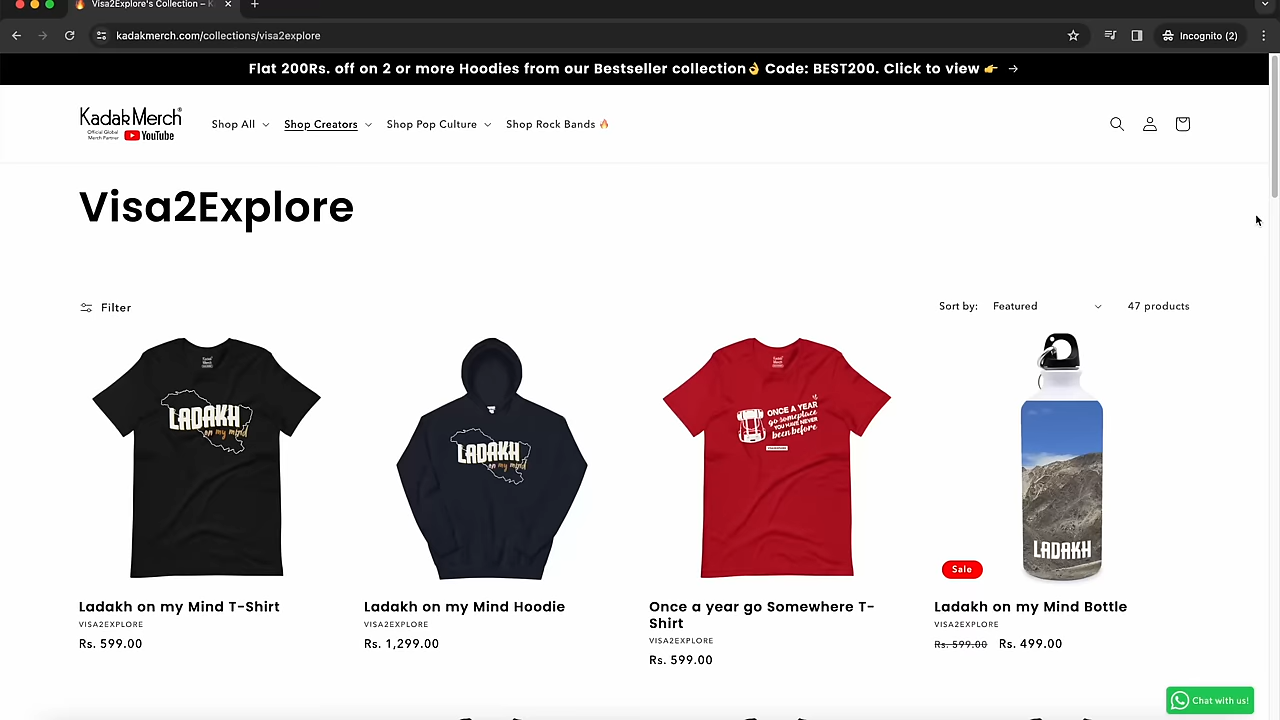 Visa2Explore's Collection – K
kadakmerch.com/collections/visa2explore
Incognito (2)
Flat 200Rs. off on 2 or more Hoodies from our Bestseller collection👌 Code: BEST200. Click to view 👉 →
KadakMerch®
Official Global
Merch Partner
YouTube
Shop All
Shop Creators
Shop Pop Culture
Shop Rock Bands 🔥
Visa2Explore
Filter
Sort by: Featured
47 products
Kadak
Merch
LADAKH
on my mind
LADAKH
on my mind
Kadak
Merch
ONCE A YEAR
go someplace
YOU HAVE NEVER
been before
LADAKH
Sale
Ladakh on my Mind T-Shirt
VISA2EXPLORE
Rs. 599.00
Ladakh on my Mind Hoodie
VISA2EXPLORE
Rs. 1,299.00
Once a year go Somewhere T-
Shirt
VISA2EXPLORE
Rs. 599.00
Ladakh on my Mind Bottle
VISA2EXPLORE
Rs. 599.00 Rs. 499.00
Chat with us!